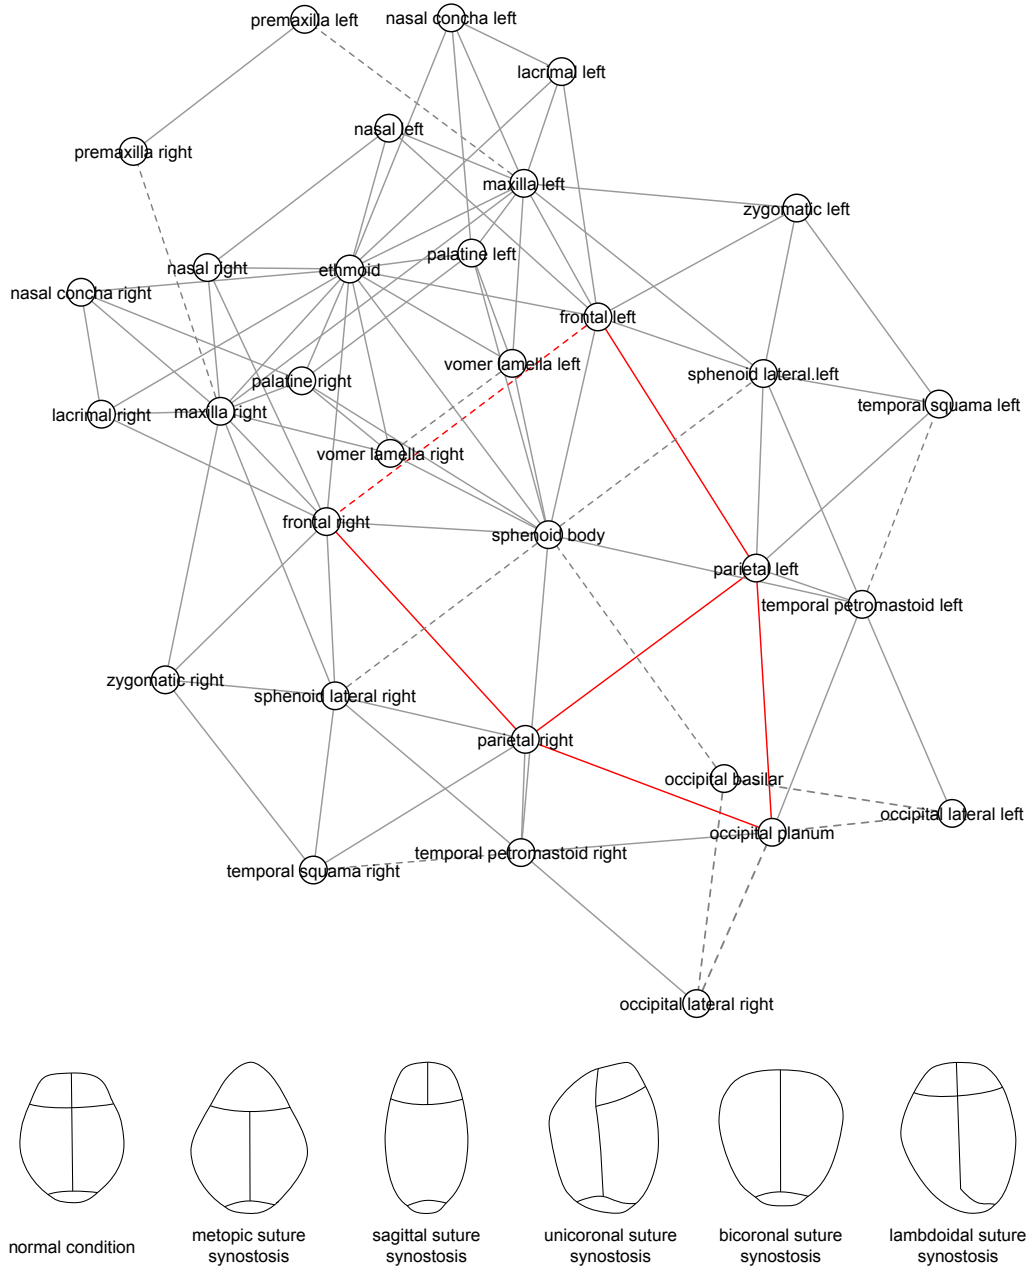 premaxilla left
nasal concha left
lacrimal left
nasal left
premaxilla right
maxilla left
zygomatic left
palatine left
nasal right
ethmoid
nasal concha right
frontal left
vomer lamella left
sphenoid lateral.left
palatine right
temporal squama left
lacrimal right
maxilla right
vomer lamella right
frontal right
sphenoid body
parietal left
temporal petromastoid left
zygomatic right
sphenoid lateral right
parietal right
occipital basilar
occipital lateral left
occipital planum
temporal petromastoid right
temporal squama right
occipital lateral right
normal condition
metopic suture
synostosis
sagittal suture
synostosis
unicoronal suture
synostosis
bicoronal suture
synostosis
lambdoidal suture
synostosis